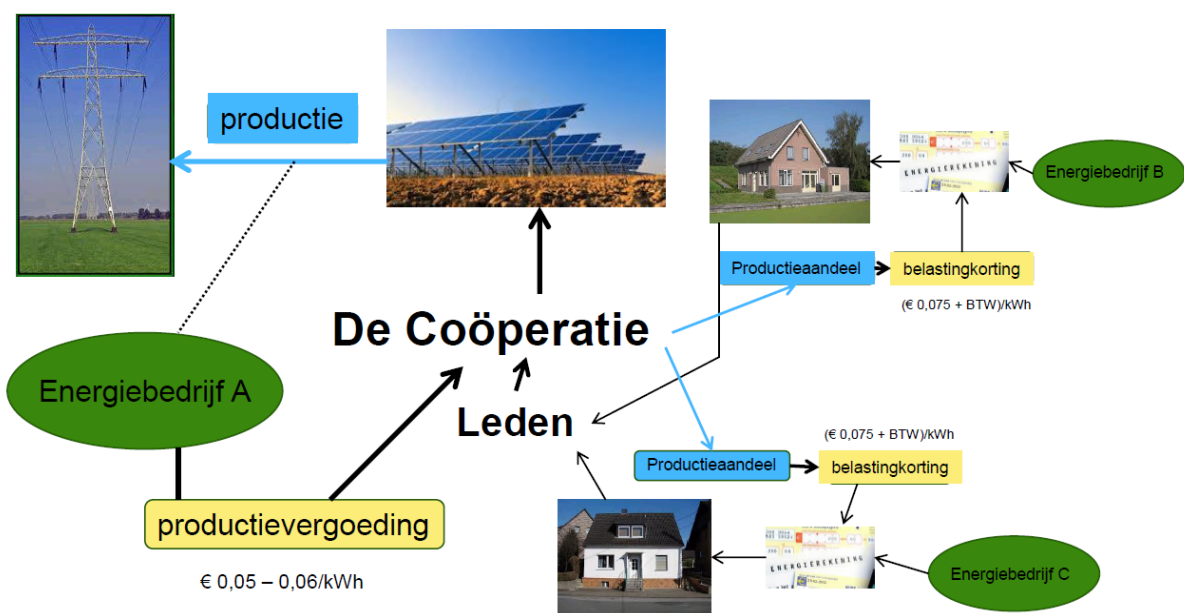 productie
ENERGIEREKENING
Energiebedrijf B
Productieaandeel
belastingkorting
(€ 0,075 + BTW)/kWh
De Coöperatie
Energiebedrijf A
Leden
(€ 0,075 + BTW)/kWh
Productieaandeel
belastingkorting
productievergoeding
ENERGIEREKENING
Energiebedrijf C
€ 0,05 – 0,06/kWh